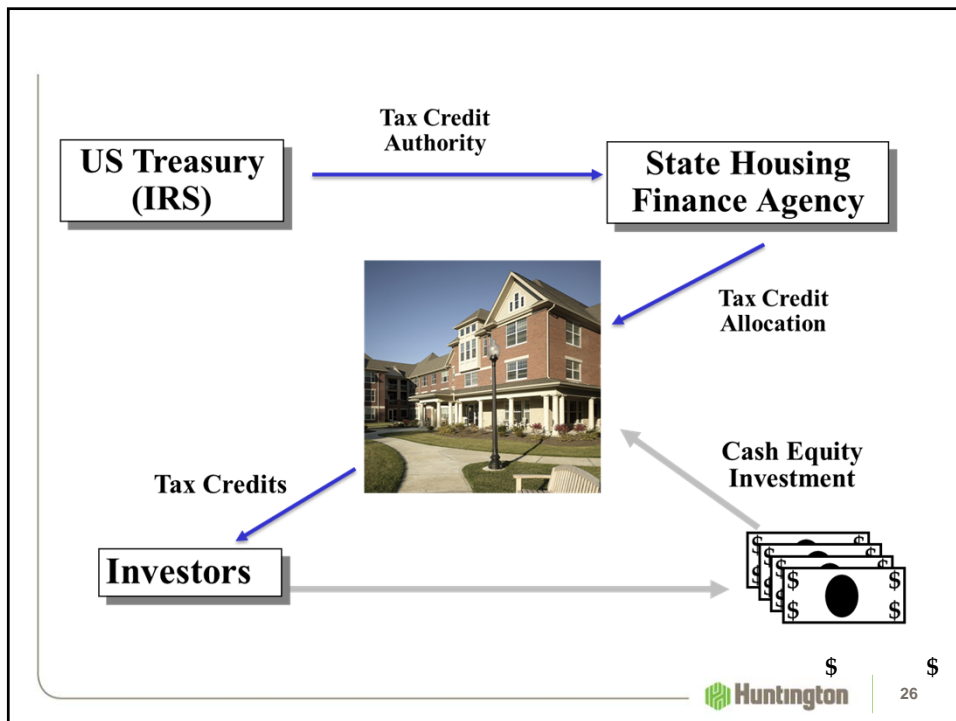 Tax Credit
Authority
US Treasury
(IRS)
State Housing
Finance Agency
Tax Credit
Allocation
Cash Equity
Investment
Tax Credits
Investors
$ $
$ $
$ $
Huntington
26